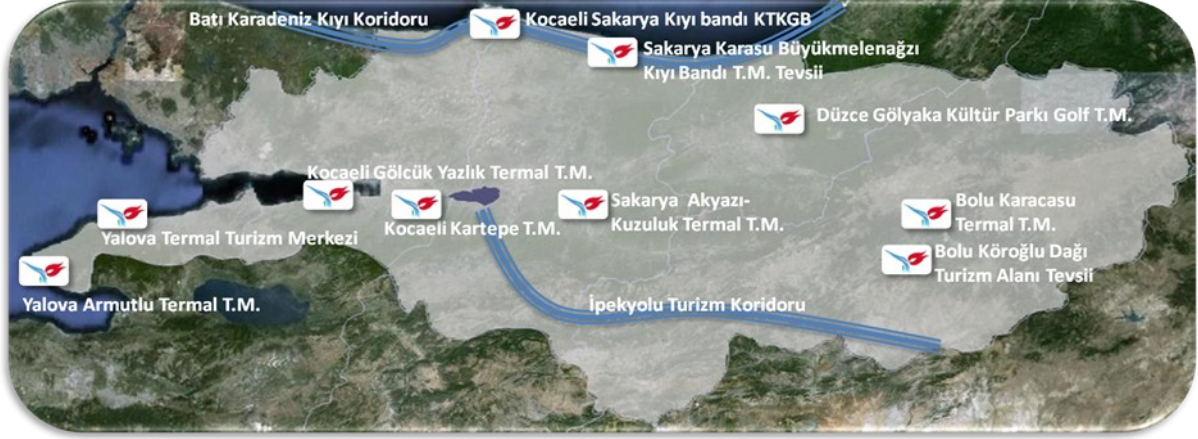 Batı Karadeniz Kıyı Koridoru
Kocaeli Sakarya Kıyı bandı KTKGB
Sakarya Karasu Büyükmelenağzı
Kıyı Bandı T.M. Tevsii
Düzce Gölyaka Kültür Parkı Golf T.M.
Kocaeli Gölcük Yazlık Termal T.M.
Kocaeli Kartepe T.M.
Sakarya Akyazı-
Kuzuluk Termal T.M.
Bolu Karacasu
Termal T.M.
Yalova Termal Turizm Merkezi
Bolu Köroğlu Dağı
Turizm Alanı Tevsii
Yalova Armutlu Termal T.M.
İpekyolu Turizm Koridoru